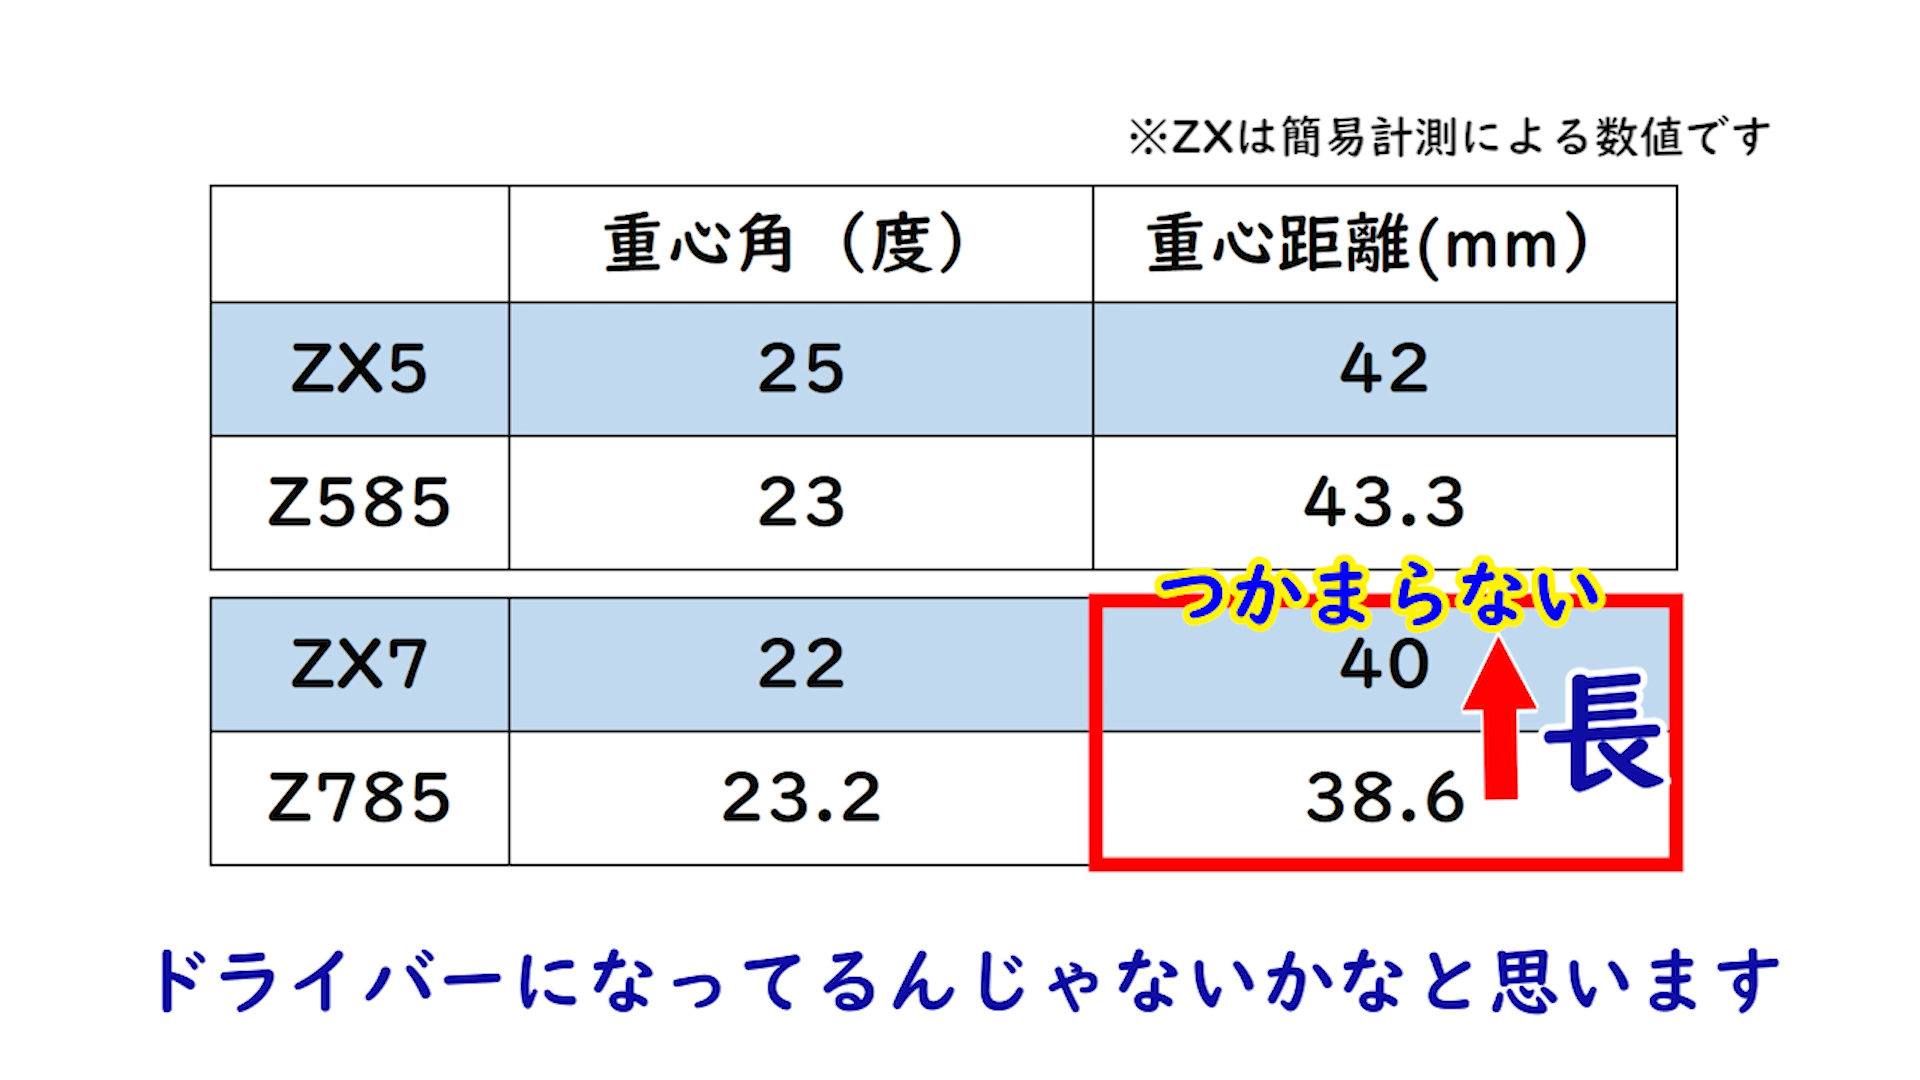 ※ZXは簡易計測による数値です
重心角（度） 重心距離(mm）
ZX5 25 42
Z585 23 43.3
つかまらない
ZX7 22 40
長
Z785 23.2 38.6
ドライバーになってるんじゃないかなと思います